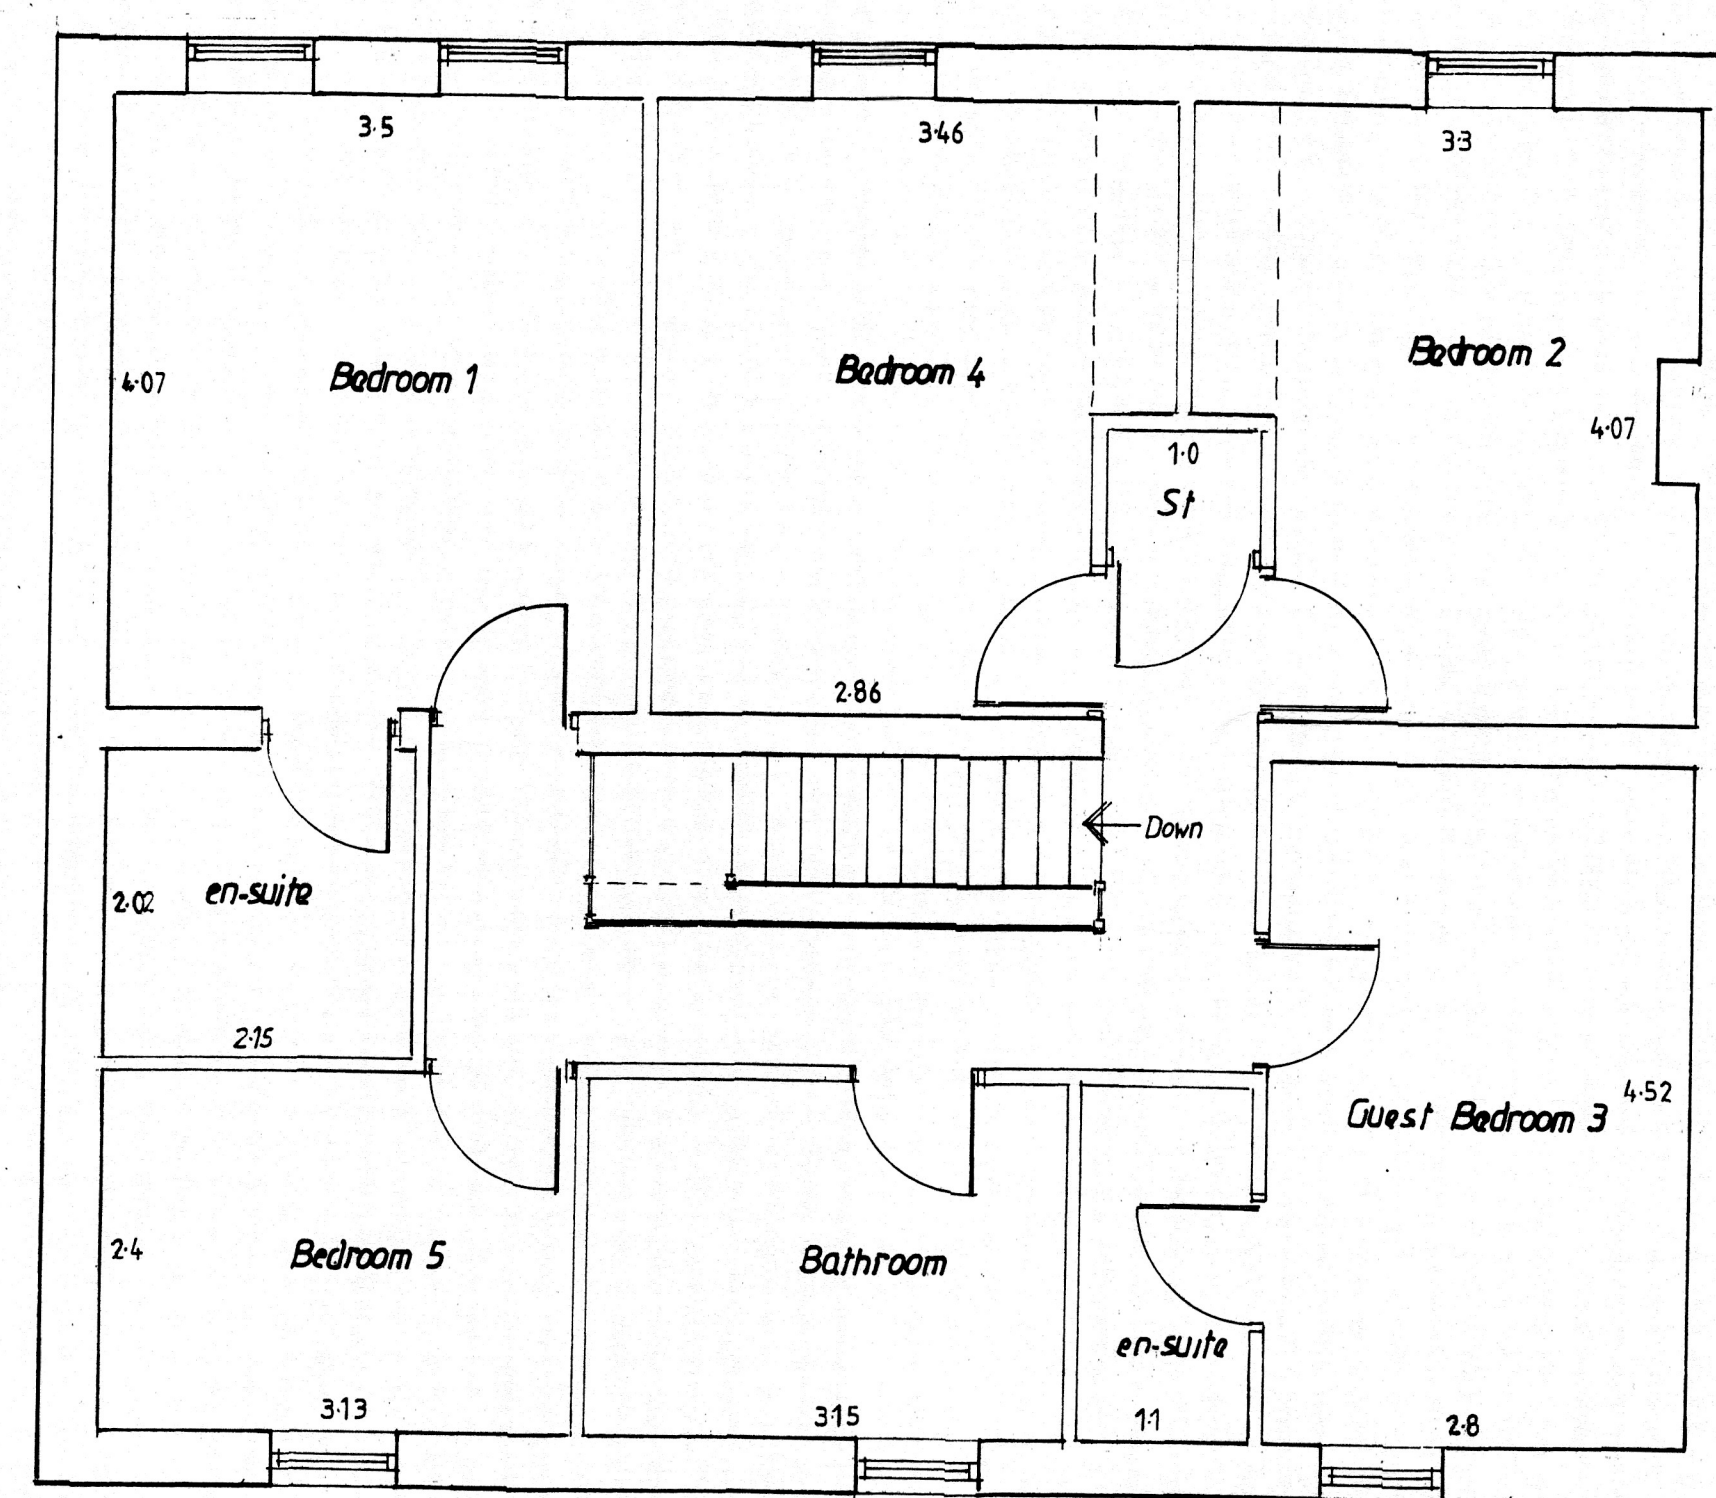 3·5
3·46
3·3
Bedroom 1
Bedroom 4
Bedroom 2
4·07
4·07
1·0
St
2·86
Down
2·02
en-suite
2·15
Guest Bedroom 3
4·52
2·4
Bedroom 5
Bathroom
en-suite
3·13
3·15
1·1
2·8